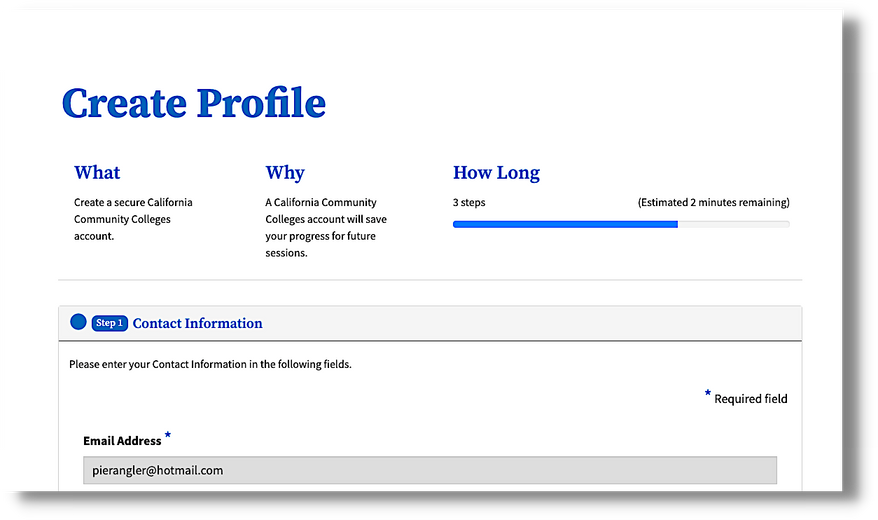 Create Profile
What
Create a secure California
Community Colleges
account.
Why
A California Community
Colleges account will save
your progress for future
sessions.
How Long
3 steps
(Estimated 2 minutes remaining)
Step 1 Contact Information
Please enter your Contact Information in the following fields.
* Required field
Email Address *
pierangler@hotmail.com